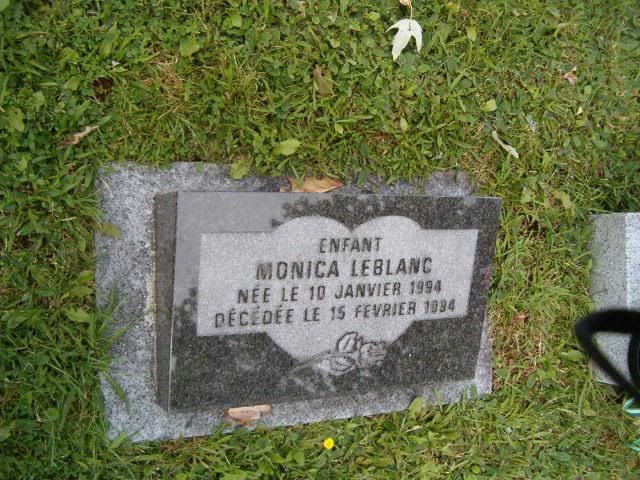 ENFANT
MONICA LEBLANC
NÉE LE 10 JANVIER 1994
DÉCÉDÉE LE 15 FÉVRIER 1994